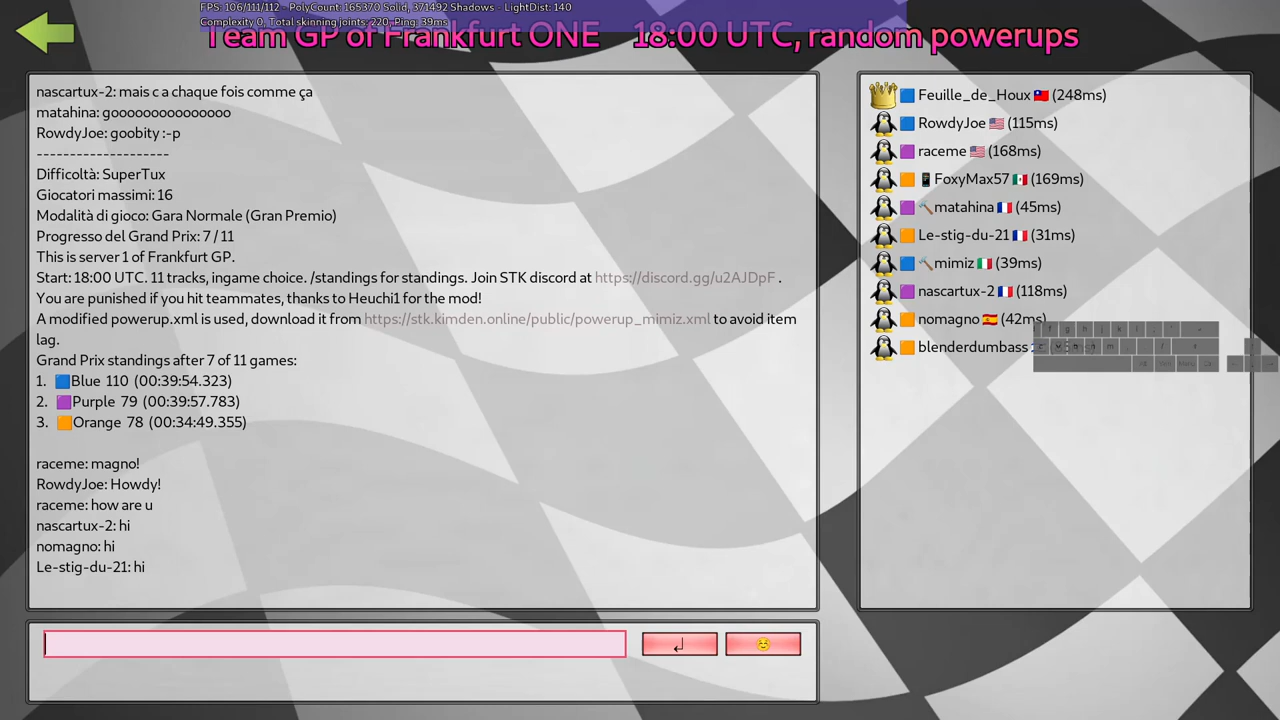 FPS: 106/111/112 - PolyCount: 165370 Solid, 371492 Shadows - LightDist: 140
Complexity 0, Total skinning joints: 220, Ping: 39ms
Team GP of Frankfurt ONE 18:00 UTC, random powerups
nascartux-2: mais c a chaque fois comme ça
matahina: gooooooooooooooo
RowdyJoe: goobity :-p
--------------------
Difficoltà: SuperTux
Giocatori massimi: 16
Modalità di gioco: Gara Normale (Gran Premio)
Progresso del Grand Prix: 7 / 11
This is server 1 of Frankfurt GP.
Start: 18:00 UTC. 11 tracks, ingame choice. /standings for standings. Join STK discord at https://discord.gg/u2AJDpF .
You are punished if you hit teammates, thanks to Heuchi1 for the mod!
A modified powerup.xml is used, download it from https://stk.kimden.online/public/powerup_mimiz.xml to avoid item
lag.
Grand Prix standings after 7 of 11 games:
1. 🟦Blue 110 (00:39:54.323)
2. 🟪Purple 79 (00:39:57.783)
3. 🟧Orange 78 (00:34:49.355)
raceme: magno!
RowdyJoe: Howdy!
raceme: how are u
nascartux-2: hi
nomagno: hi
Le-stig-du-21: hi
Feuille_de_Houx 🇹🇼 (248ms)
RowdyJoe 🇺🇸 (115ms)
raceme 🇺🇸 (168ms)
📱FoxyMax57 🇲🇽 (169ms)
🔨matahina 🇫🇷 (45ms)
Le-stig-du-21 🇫🇷 (31ms)
🔨mimiz 🇮🇹 (39ms)
nascartux-2 🇫🇷 (118ms)
nomagno 🇪🇸 (42ms)
blenderdumbass